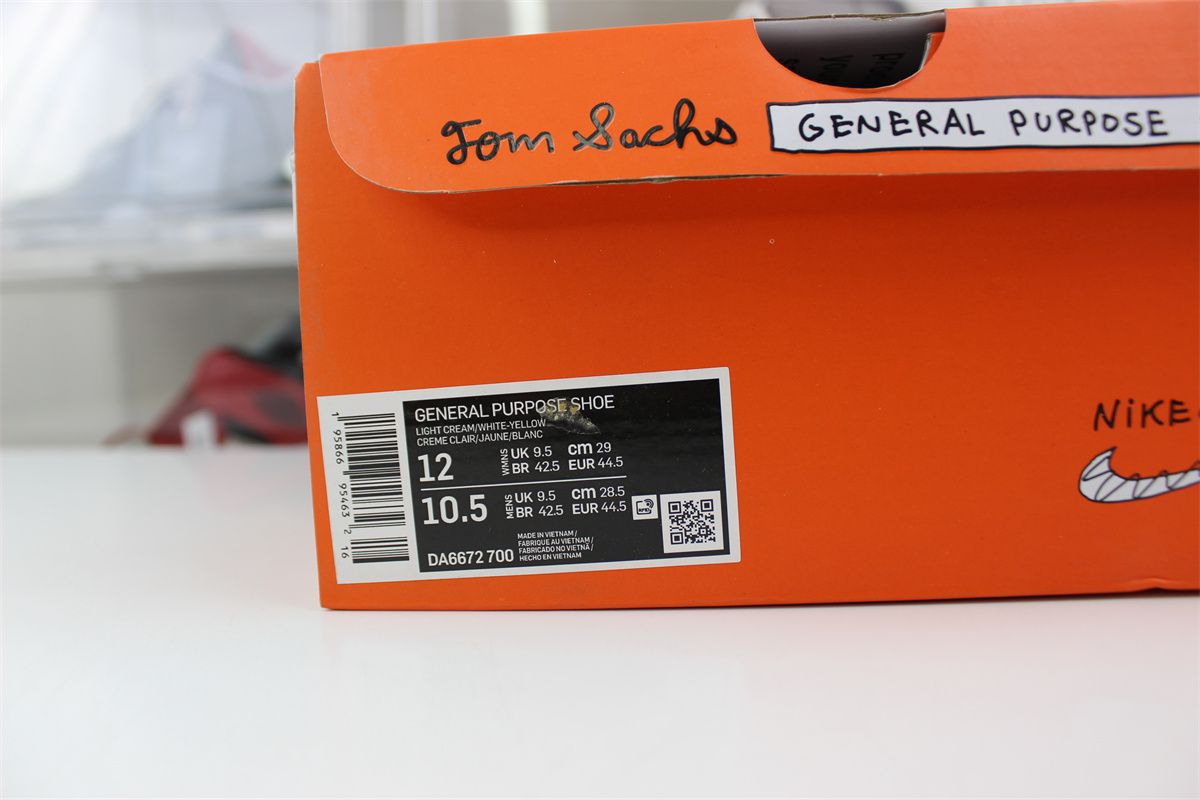 Tom Sachs
GENERAL PURPOSE
NiKE
GENERAL PURPOSE SHOE
LIGHT CREAM/WHITE-YELLOW
CREME CLAIR/JAUNE/BLANC
12
WMNS
UK 9.5 cm 29
BR 42.5 EUR 44.5
10.5
MENS
UK 9.5 cm 28.5
BR 42.5 EUR 44.5
MADE IN VIETNAM /
FABRIQUE AU VIETNAM /
FABRICADO NO VIETNÃ /
HECHO EN VIETNAM
DA6672 700
1 95866 95463 2 16